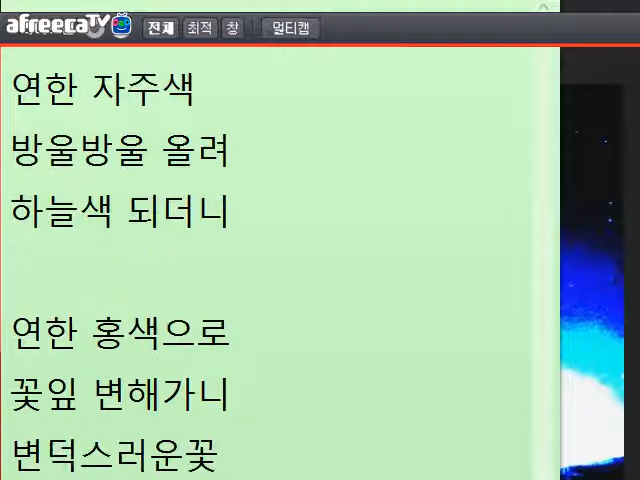 afreecaTV
전체 최적 창 멀티캠
연한 자주색
방울방울 올려
하늘색 되더니
연한 홍색으로
꽃잎 변해가니
변덕스러운꽃